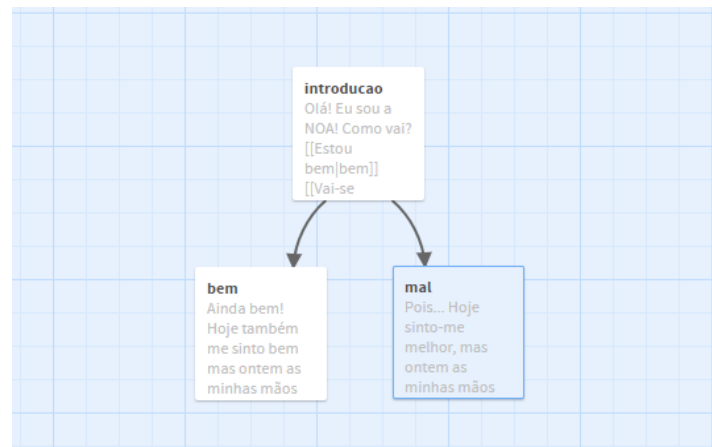 introducao
Olá! Eu sou a
NOA! Como vai?
[[Estou
bem|bem]]
[[Vai-se
bem
Ainda bem!
Hoje também
me sinto bem
mas ontem as
minhas mãos
mal
Pois... Hoje
sinto-me
melhor, mas
ontem as
minhas mãos